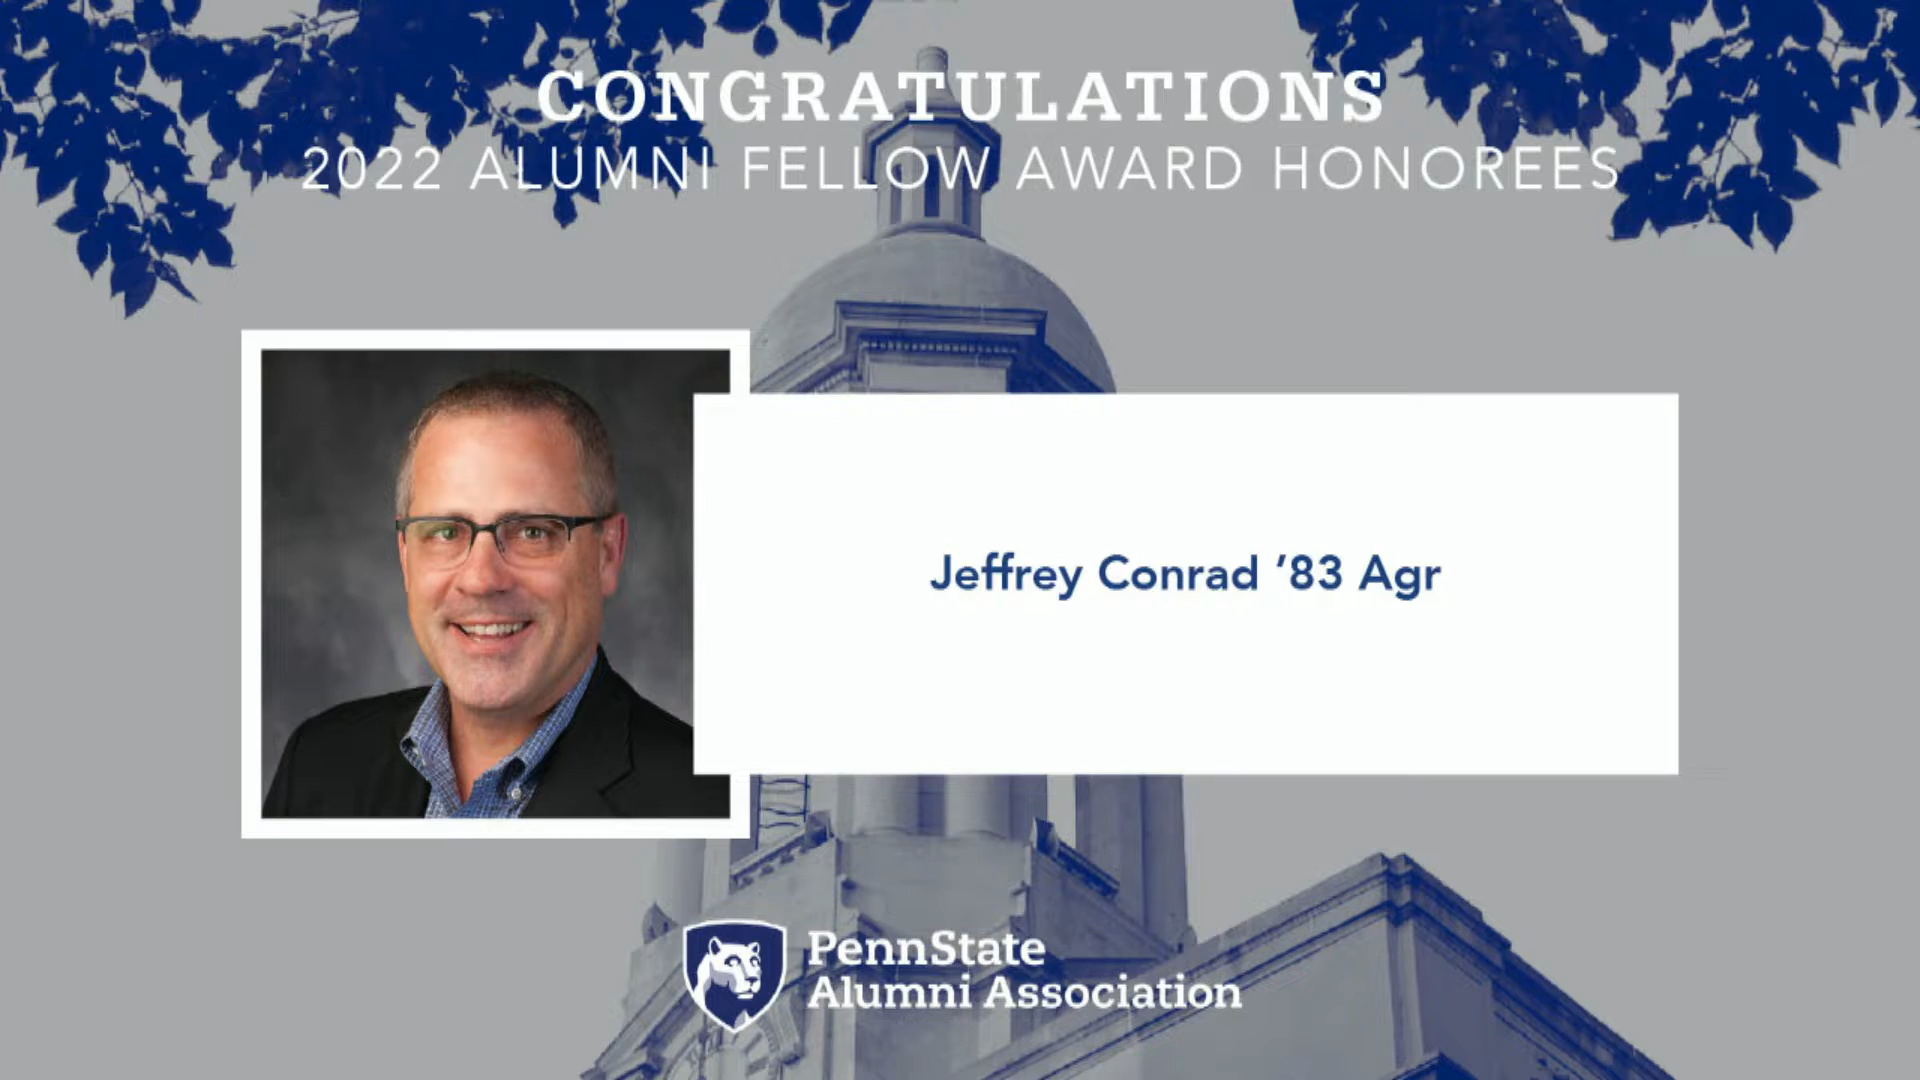 CONGRATULATIONS
2022 ALUMNI FELLOW AWARD HONOREES
Jeffrey Conrad ’83 Agr
PennState
Alumni Association